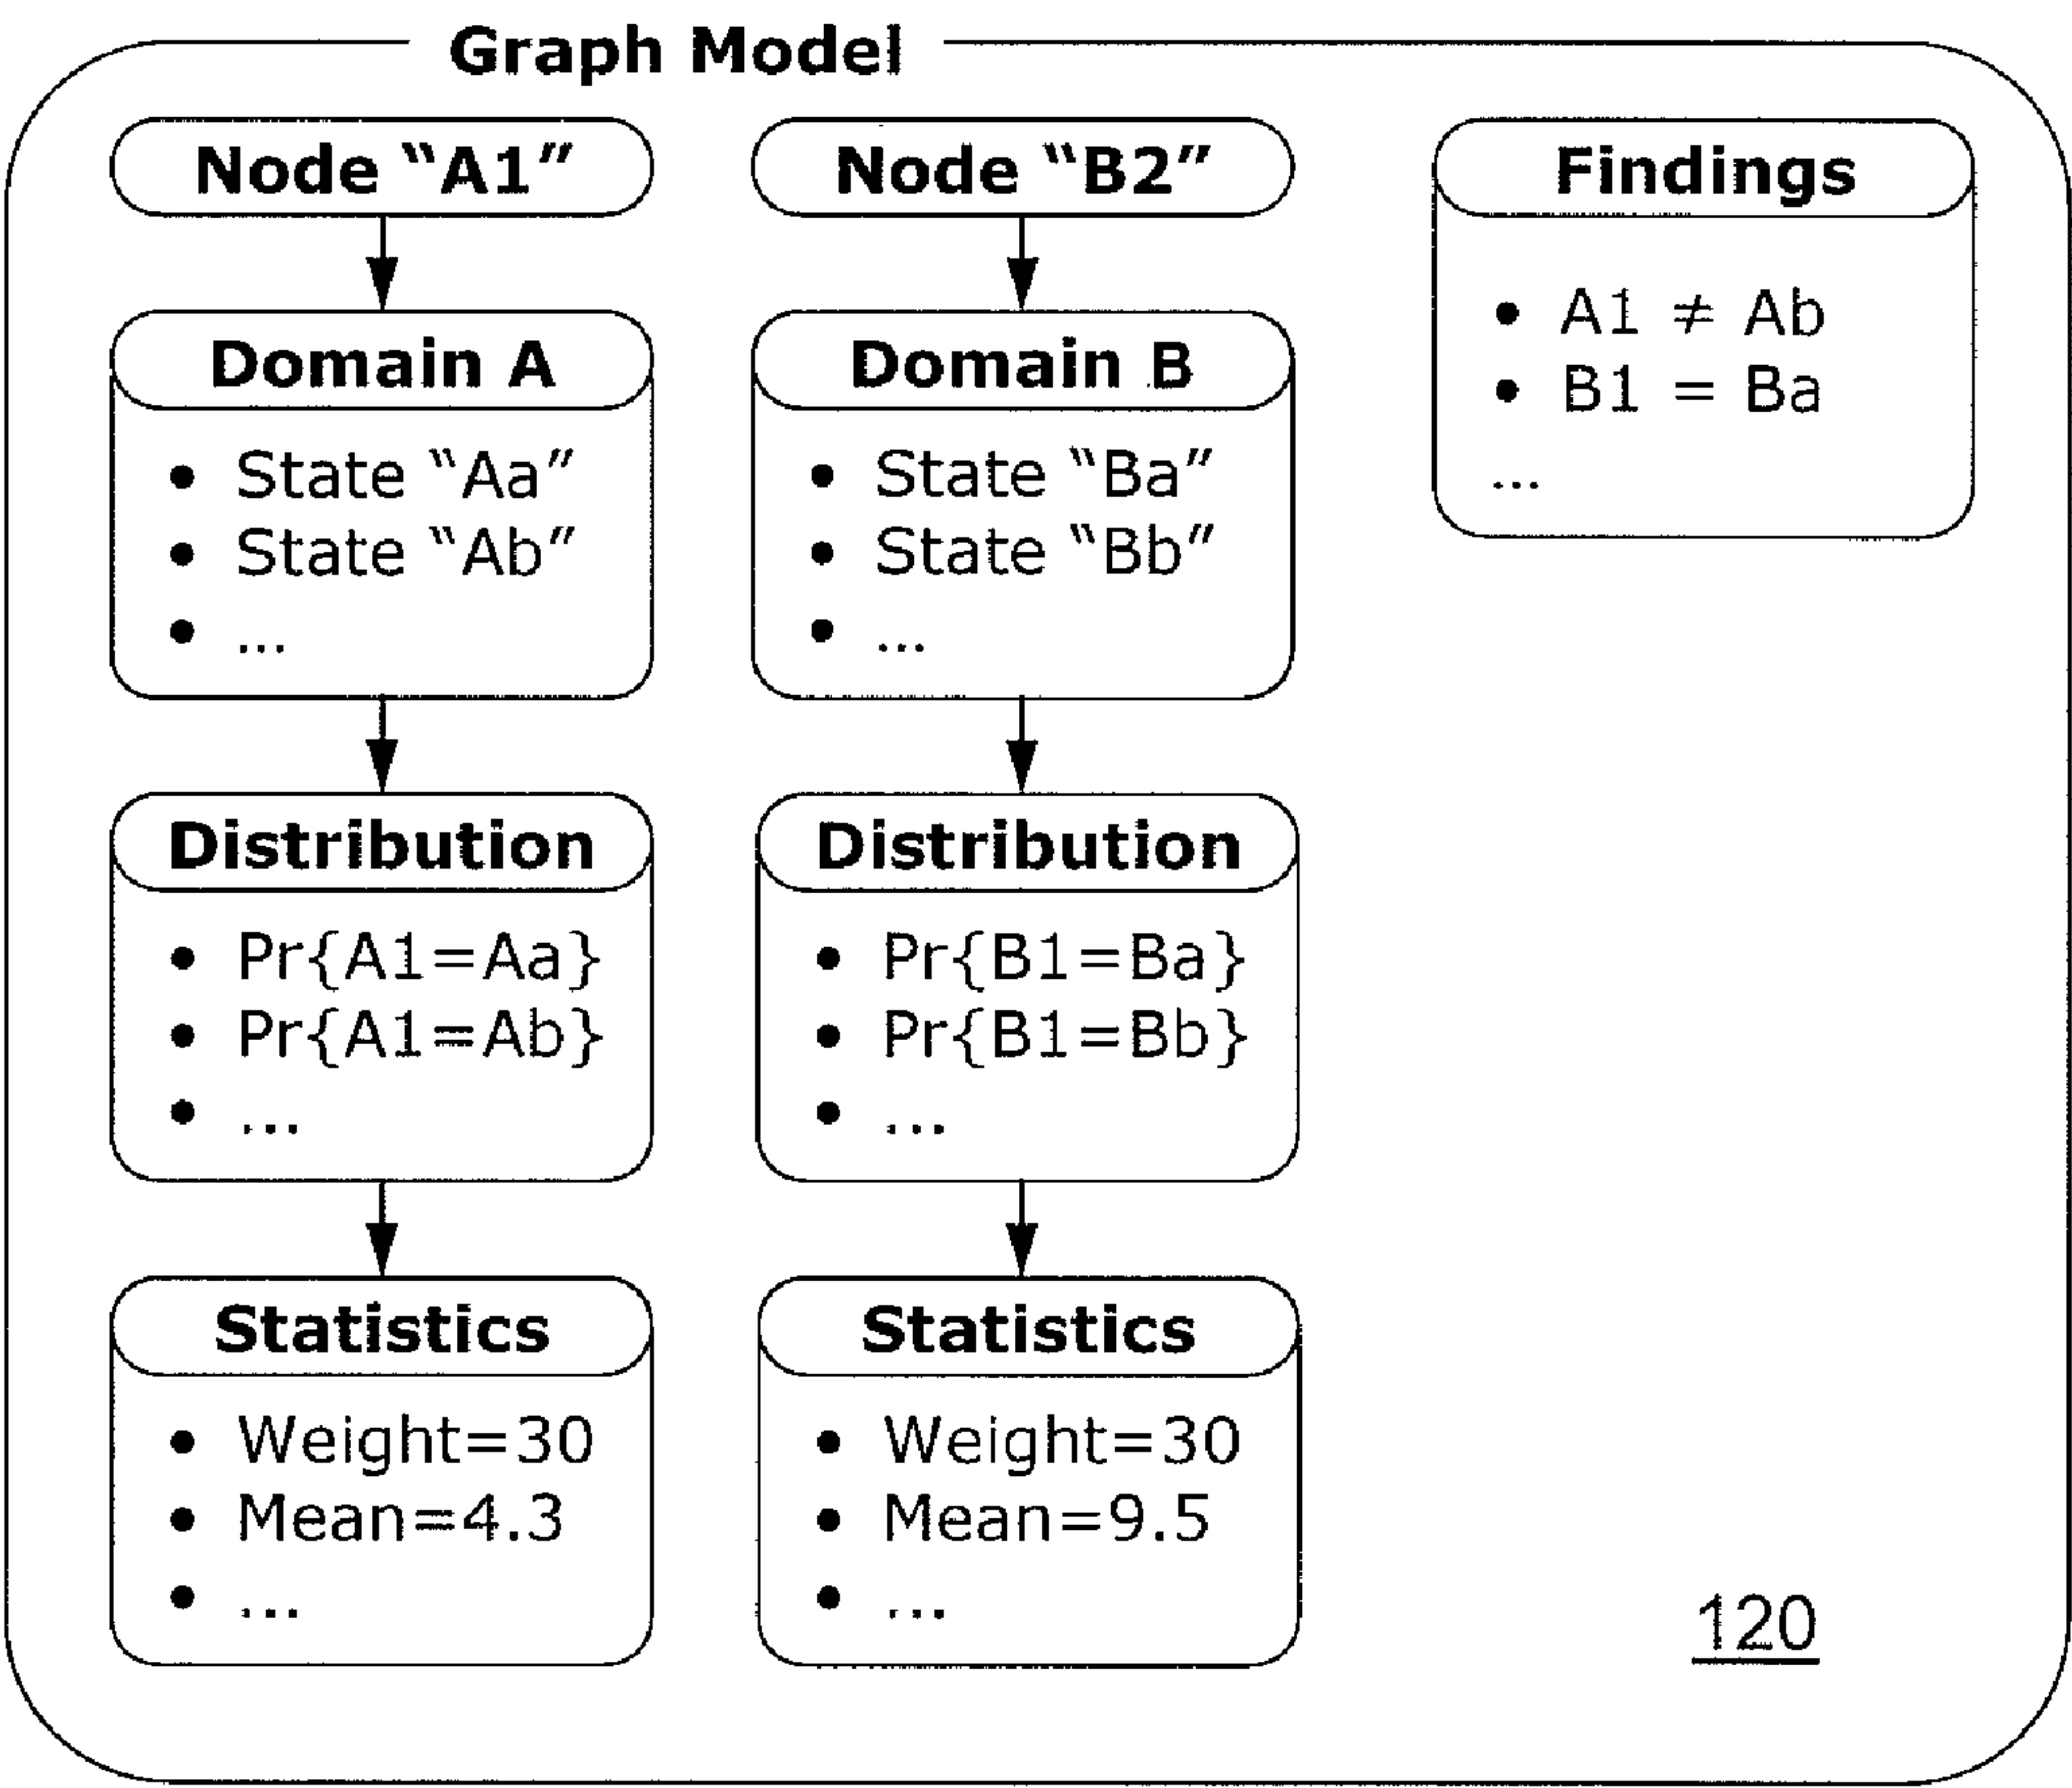 Graph Model
Node “A1”
Domain A
• State “Aa”
• State “Ab”
• ...
Distribution
• Pr{A1=Aa}
• Pr{A1=Ab}
• ...
Statistics
• Weight=30
• Mean=4.3
• ...
Node “B2”
Domain B
• State “Ba”
• State “Bb”
• ...
Distribution
• Pr{B1=Ba}
• Pr{B1=Bb}
• ...
Statistics
• Weight=30
• Mean=9.5
• ...
Findings
• A1 ≠ Ab
• B1 = Ba
...
120